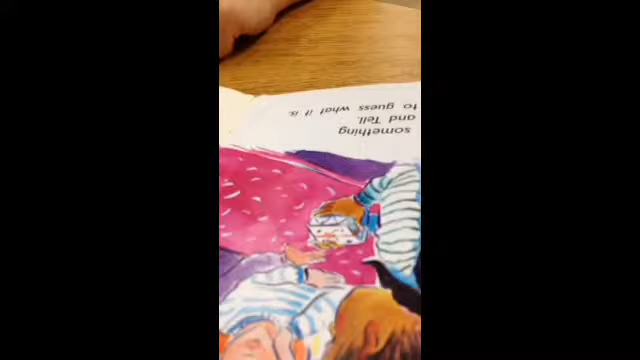 something
and Tell.
to guess what it is.